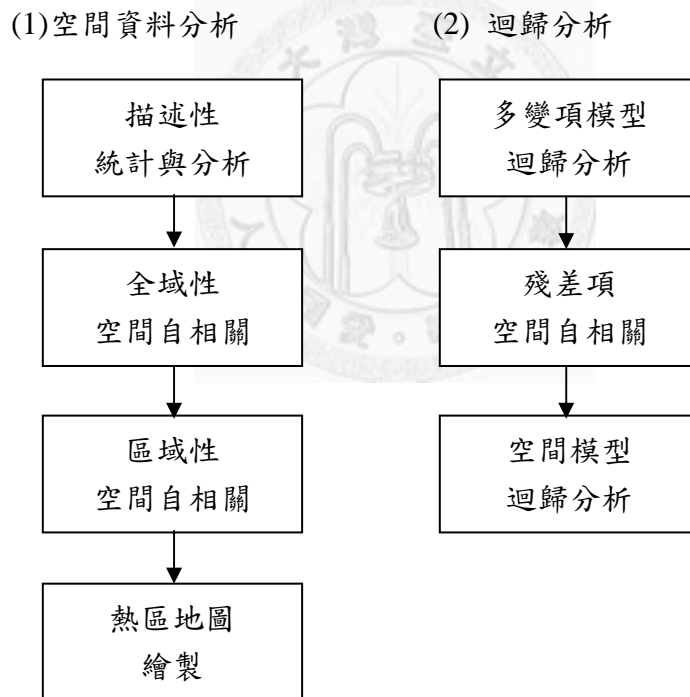 (1)空間資料分析
描述性
統計與分析
全域性
空間自相關
區域性
空間自相關
熱區地圖
繪製
(2) 迴歸分析
多變項模型
迴歸分析
殘差項
空間自相關
空間模型
迴歸分析